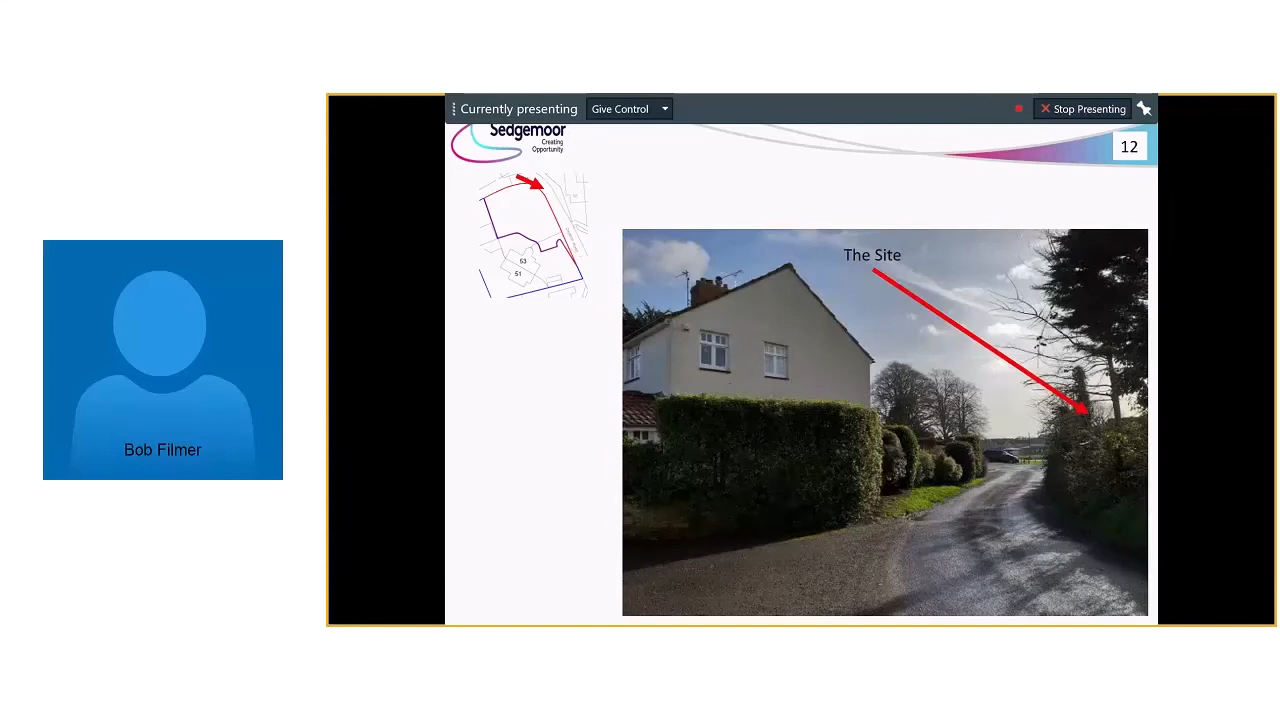 Currently presenting
Give Control
Stop Presenting
Sedgemoor
Creating
Opportunity
12
53
51
The Site
Bob Filmer